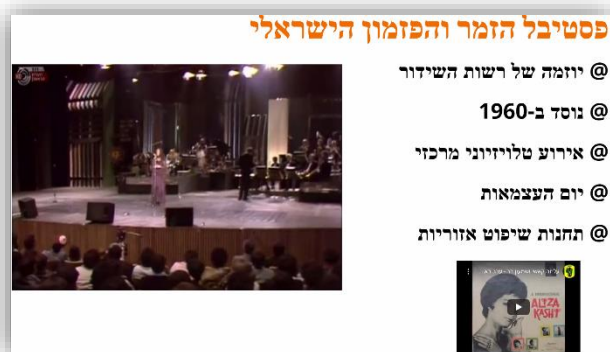 פסטיבל הזמר והפזמון הישראלי
@ יוזמה של רשות השידור
@ נוסד ב-1960
@ אירוע טלויזיוני מרכזי
@ יום העצמאות
@ תחנות שיפוט אזוריות
ALIZA
KASHI